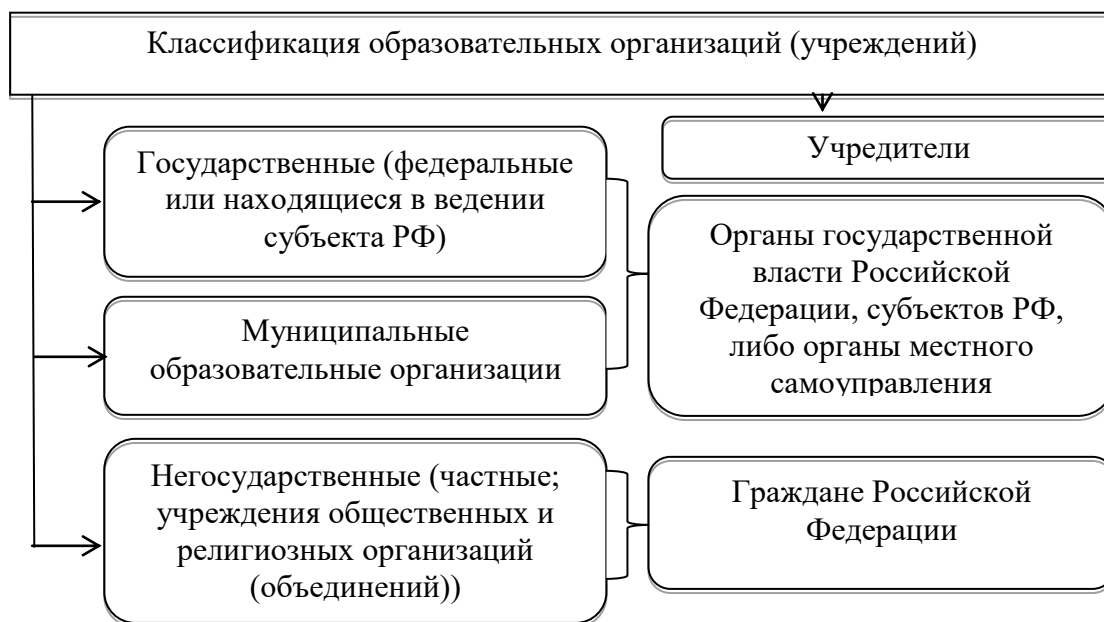 Классификация образовательных организаций (учреждений)
Учредители
Государственные (федеральные
или находящиеся в ведении
субъекта РФ)
Муниципальные
образовательные организации
Органы государственной
власти Российской
Федерации, субъектов РФ,
либо органы местного
самоуправления
Негосударственные (частные;
учреждения общественных и
религиозных организаций
(объединений))
Граждане Российской
Федерации